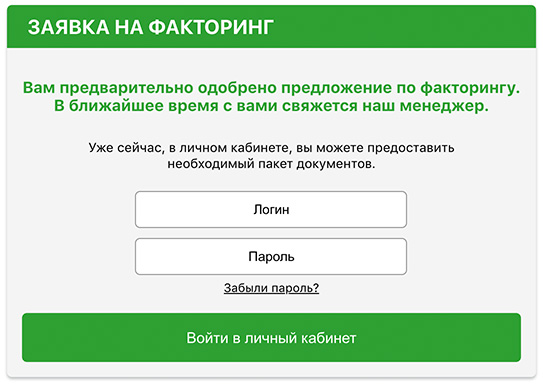 ЗАЯВКА НА ФАКТОРИНГ
Вам предварительно одобрено предложение по факторингу.
В ближайшее время с вами свяжется наш менеджер.
Уже сейчас, в личном кабинете, вы можете предоставить
необходимый пакет документов.
Логин
Пароль
Забыли пароль?
Войти в личный кабинет